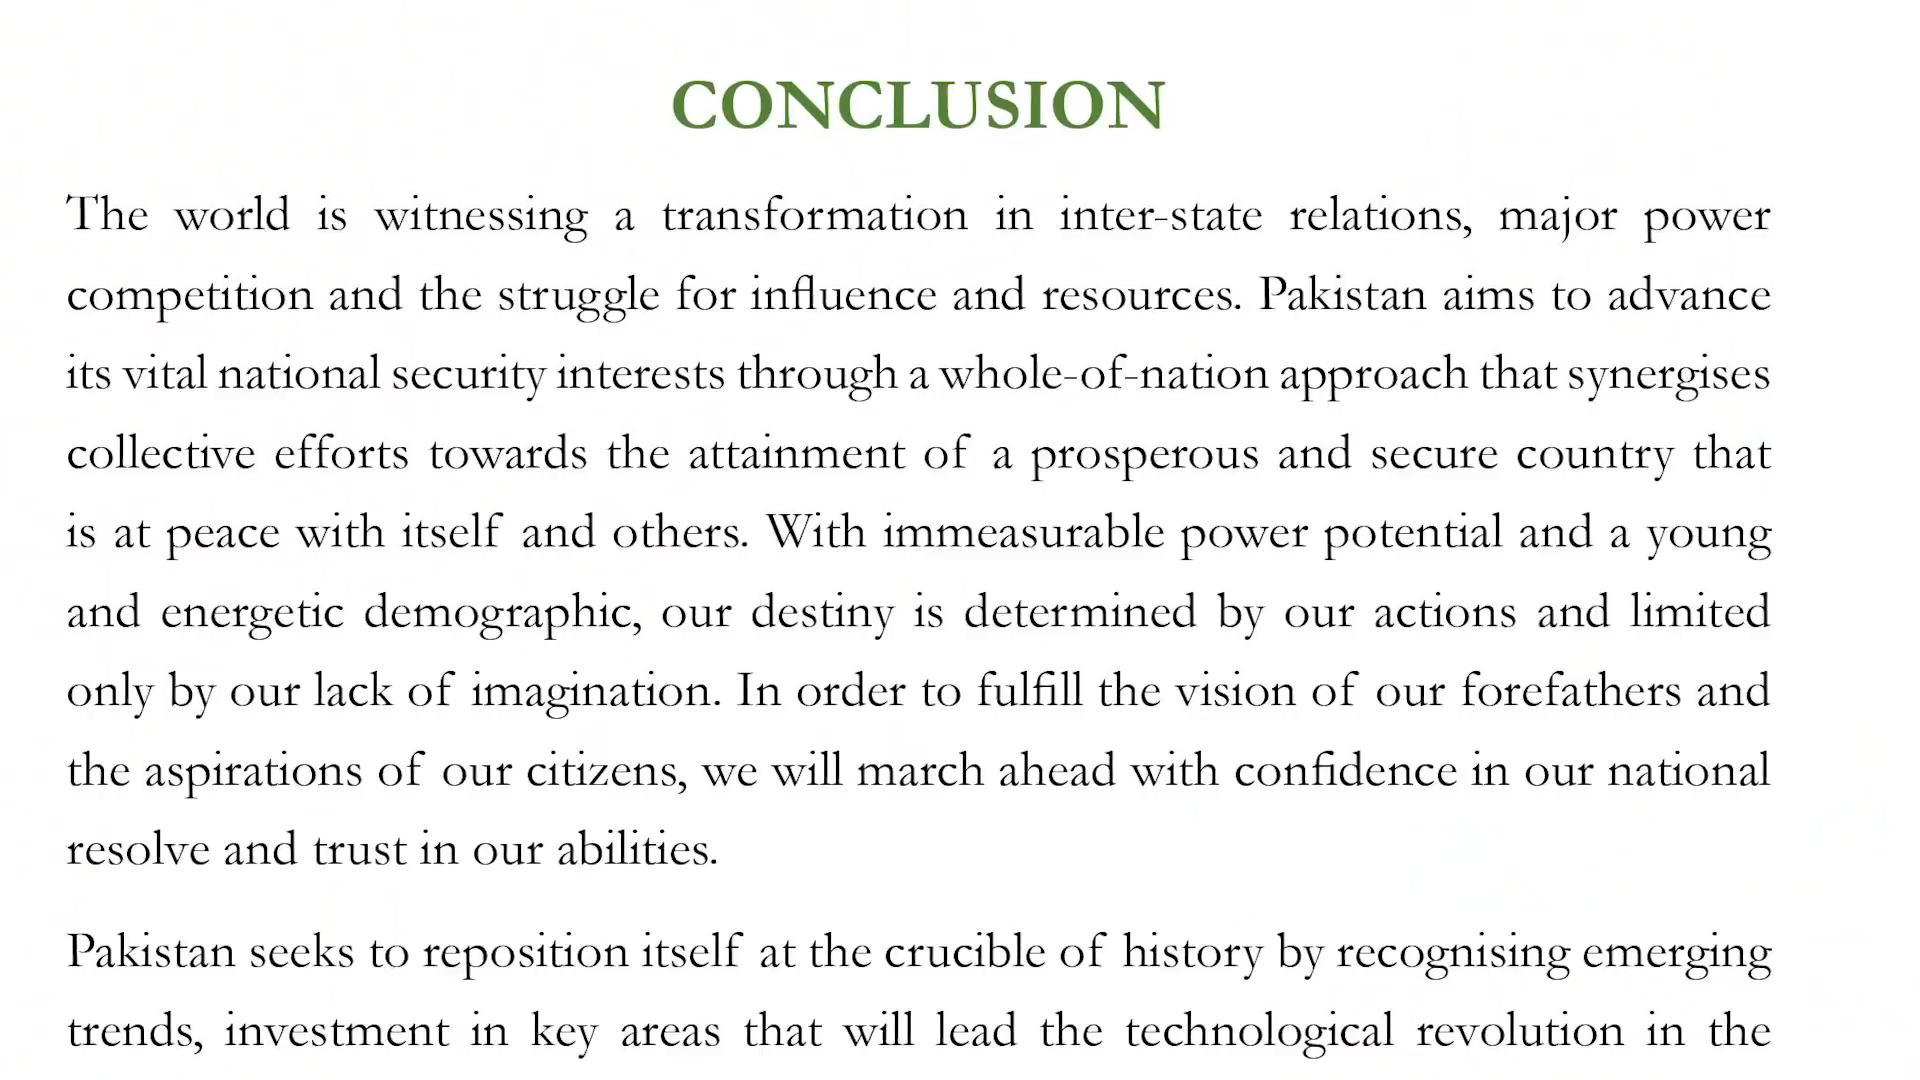 CONCLUSION
The world is witnessing a transformation in inter-state relations, major power
competition and the struggle for influence and resources. Pakistan aims to advance
its vital national security interests through a whole-of-nation approach that synergises
collective efforts towards the attainment of a prosperous and secure country that
is at peace with itself and others. With immeasurable power potential and a young
and energetic demographic, our destiny is determined by our actions and limited
only by our lack of imagination. In order to fulfill the vision of our forefathers and
the aspirations of our citizens, we will march ahead with confidence in our national
resolve and trust in our abilities.
Pakistan seeks to reposition itself at the crucible of history by recognising emerging
trends, investment in key areas that will lead the technological revolution in the